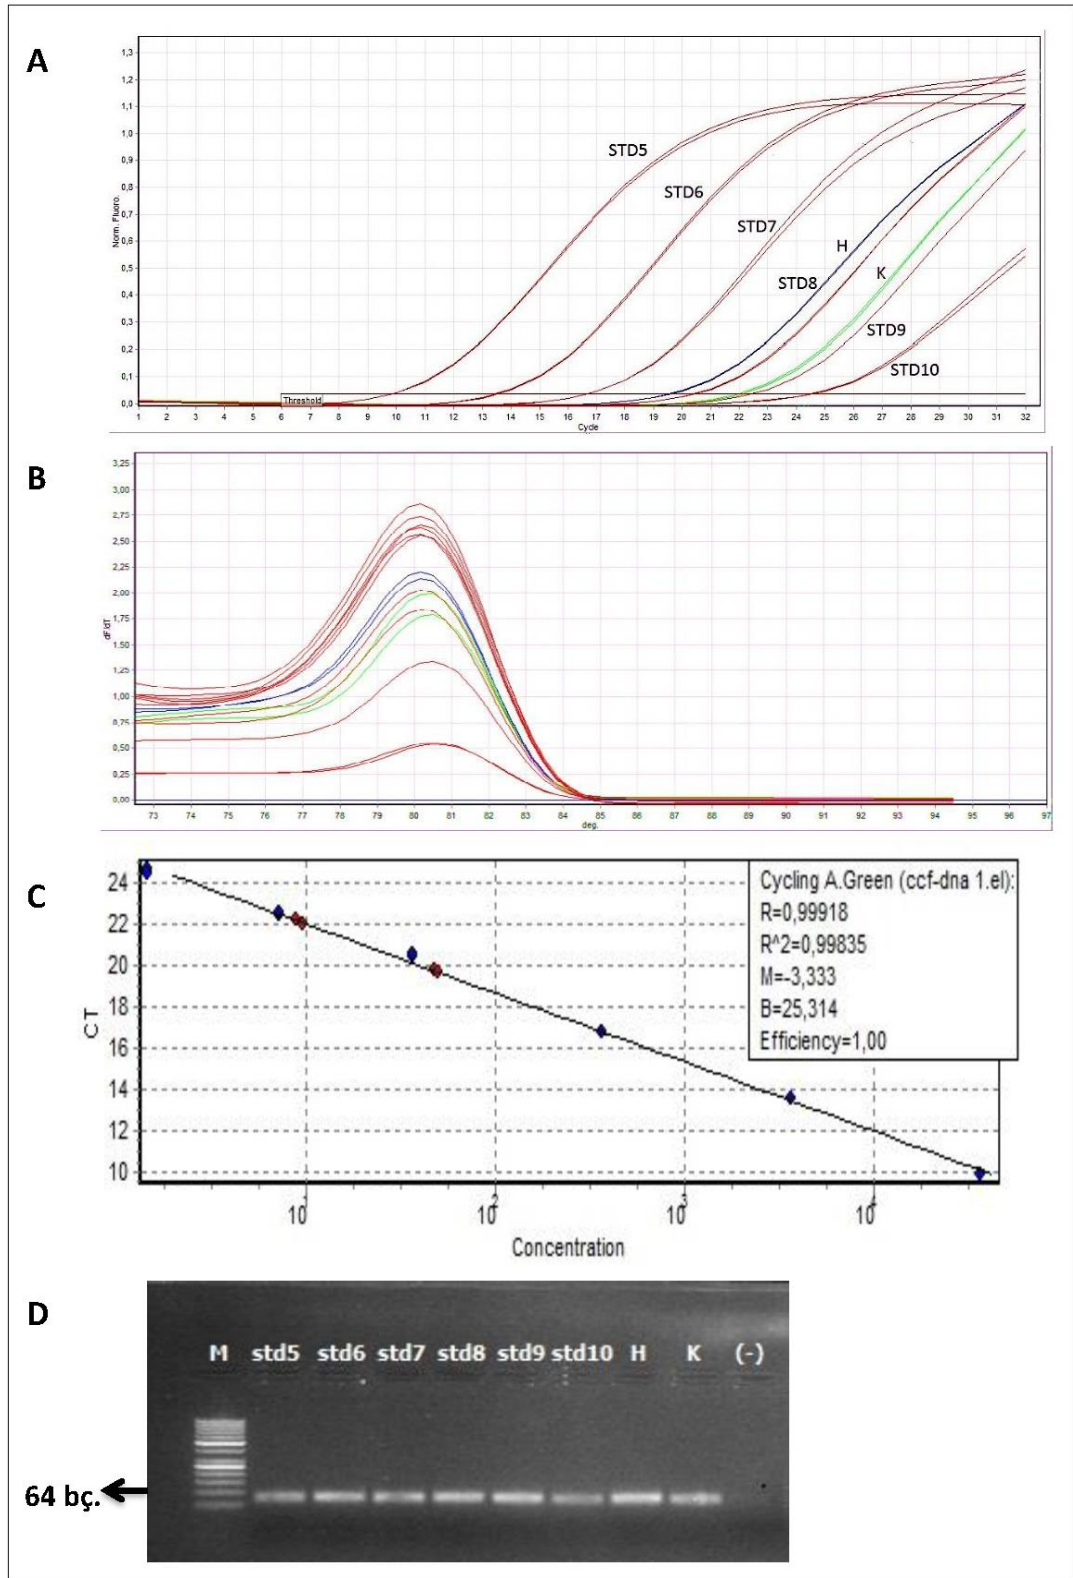 A
1,3
1,2
1,1
1,0
0,9
0,8
0,7
0,6
0,5
0,4
0,3
0,2
0,1
0,0
Norm. Fluoro.
STD5
STD6
STD7
H
STD8
K
STD9
STD10
Threshold
1 2 3 4 5 6 7 8 9 10 11 12 13 14 15 16 17 18 19 20 21 22 23 24 25 26 27 28 29 30 31 32
Cycle
B
3,25
3,00
2,75
2,50
2,25
2,00
1,75
1,50
1,25
1,00
0,75
0,50
0,25
0,00
dF/dT
73 74 75 76 77 78 79 80 81 82 83 84 85 86 87 88 89 90 91 92 93 94 95 96 97
deg.
C
24
22
20
18
16
14
12
10
CT
Cycling A.Green (ccf-dna 1.el):
R=0,99918
R^2=0,99835
M=-3,333
B=25,314
Efficiency=1,00
10 10^2 10^3 10^4
Concentration
D
M std5 std6 std7 std8 std9 std10 H K (-)
64 bç.